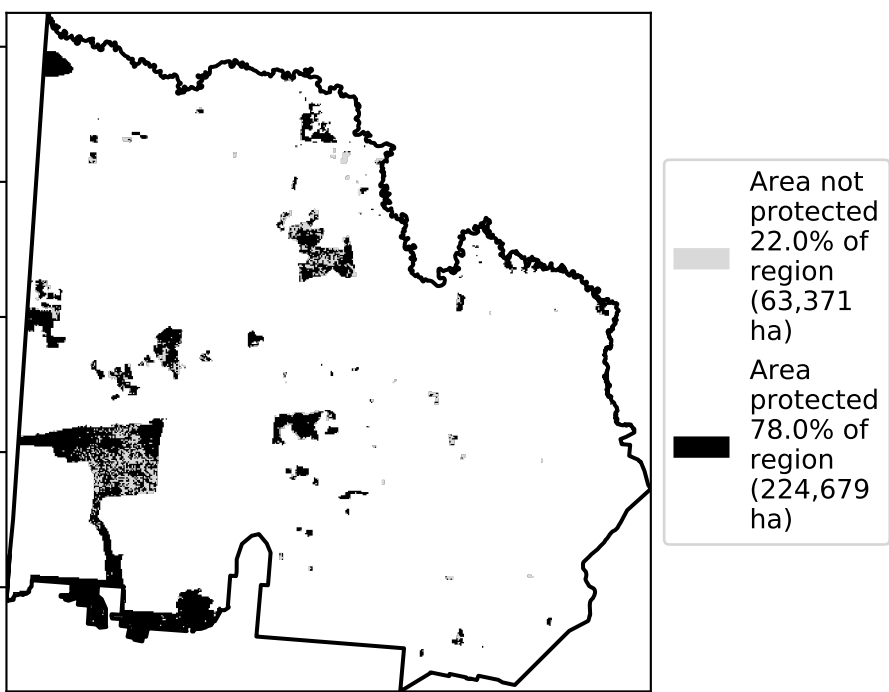 Area not
protected
22.0% of
region
(63,371
ha)
Area
protected
78.0% of
region
(224,679
ha)